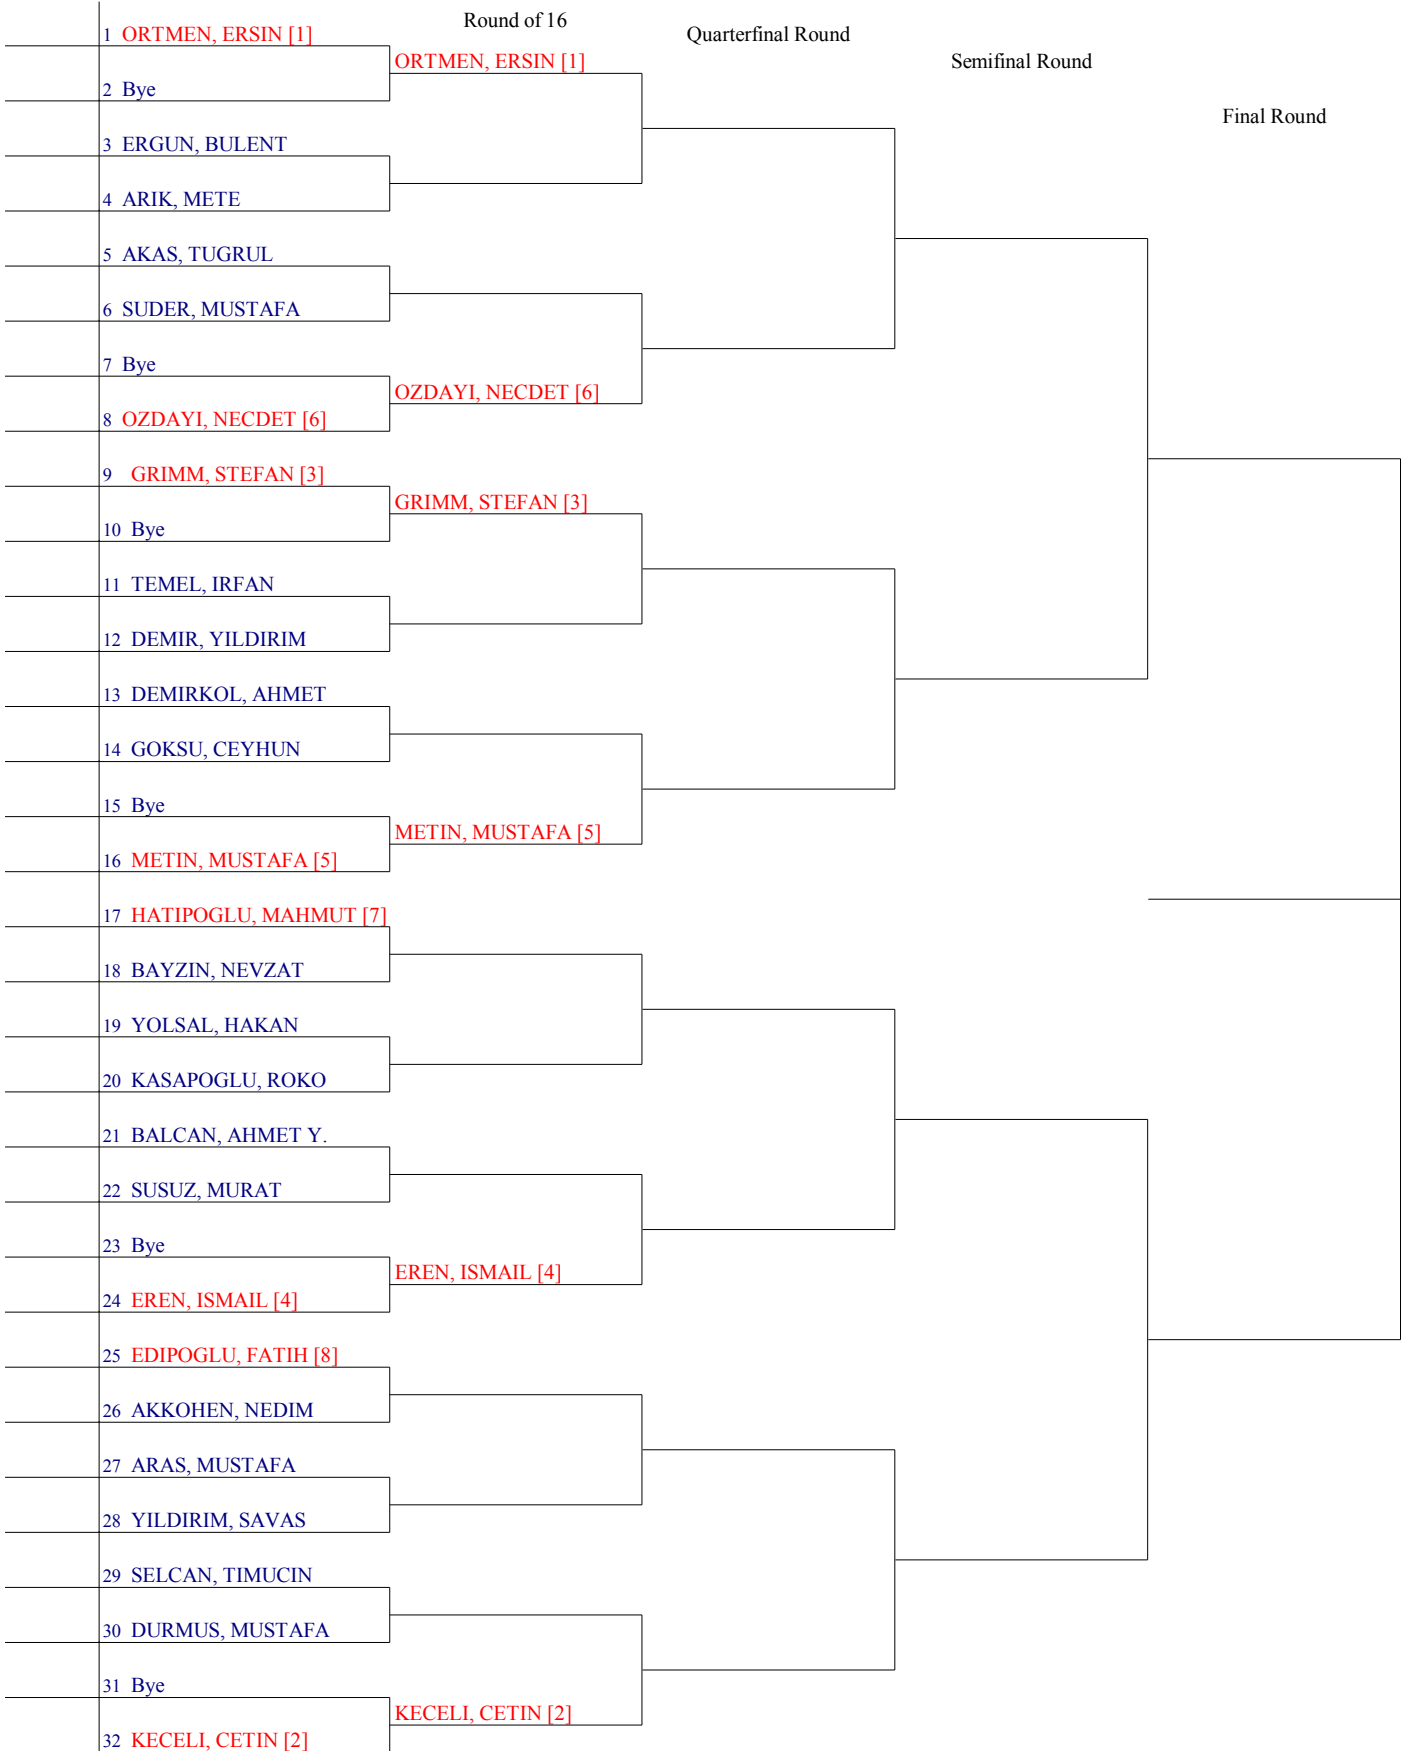 Round of 16
Quarterfinal Round
Semifinal Round
Final Round
1 ORTMEN, ERSIN [1]
ORTMEN, ERSIN [1]
2 Bye
3 ERGUN, BULENT
4 ARIK, METE
5 AKAS, TUGRUL
6 SUDER, MUSTAFA
7 Bye
OZDAYI, NECDET [6]
8 OZDAYI, NECDET [6]
9 GRIMM, STEFAN [3]
GRIMM, STEFAN [3]
10 Bye
11 TEMEL, IRFAN
12 DEMIR, YILDIRIM
13 DEMIRKOL, AHMET
14 GOKSU, CEYHUN
15 Bye
METIN, MUSTAFA [5]
16 METIN, MUSTAFA [5]
17 HATIPOGLU, MAHMUT [7]
18 BAYZIN, NEVZAT
19 YOLSAL, HAKAN
20 KASAPOGLU, ROKO
21 BALCAN, AHMET Y.
22 SUSUZ, MURAT
23 Bye
EREN, ISMAIL [4]
24 EREN, ISMAIL [4]
25 EDIPOGLU, FATIH [8]
26 AKKOHEN, NEDIM
27 ARAS, MUSTAFA
28 YILDIRIM, SAVAS
29 SELCAN, TIMUCIN
30 DURMUS, MUSTAFA
31 Bye
KECELI, CETIN [2]
32 KECELI, CETIN [2]